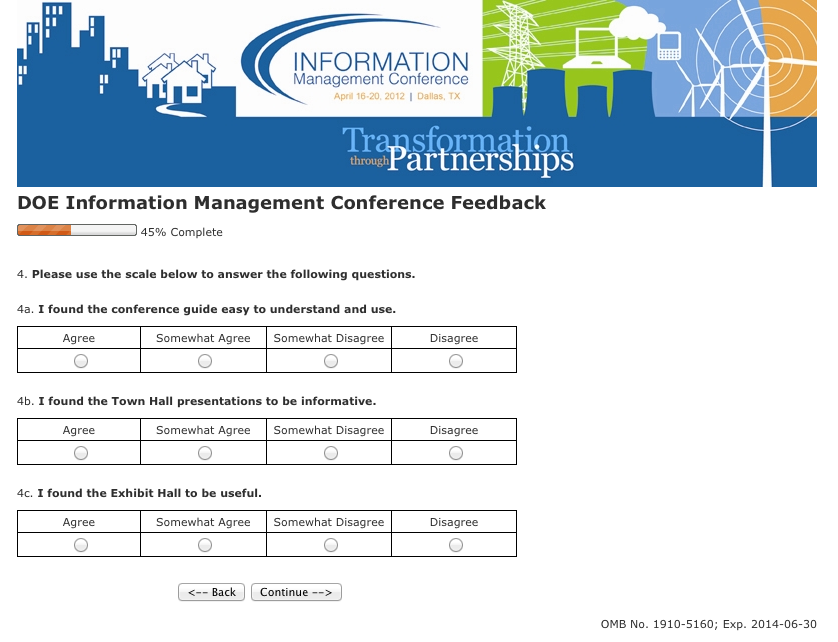 INFORMATION
Management Conference
April 16-20, 2012 | Dallas, TX
Transformation
through Partnerships
DOE Information Management Conference Feedback
45% Complete
4. Please use the scale below to answer the following questions.
4a. I found the conference guide easy to understand and use.
Agree Somewhat Agree Somewhat Disagree Disagree
4b. I found the Town Hall presentations to be informative.
Agree Somewhat Agree Somewhat Disagree Disagree
4c. I found the Exhibit Hall to be useful.
Agree Somewhat Agree Somewhat Disagree Disagree
<-- Back Continue -->
OMB No. 1910-5160; Exp. 2014-06-30